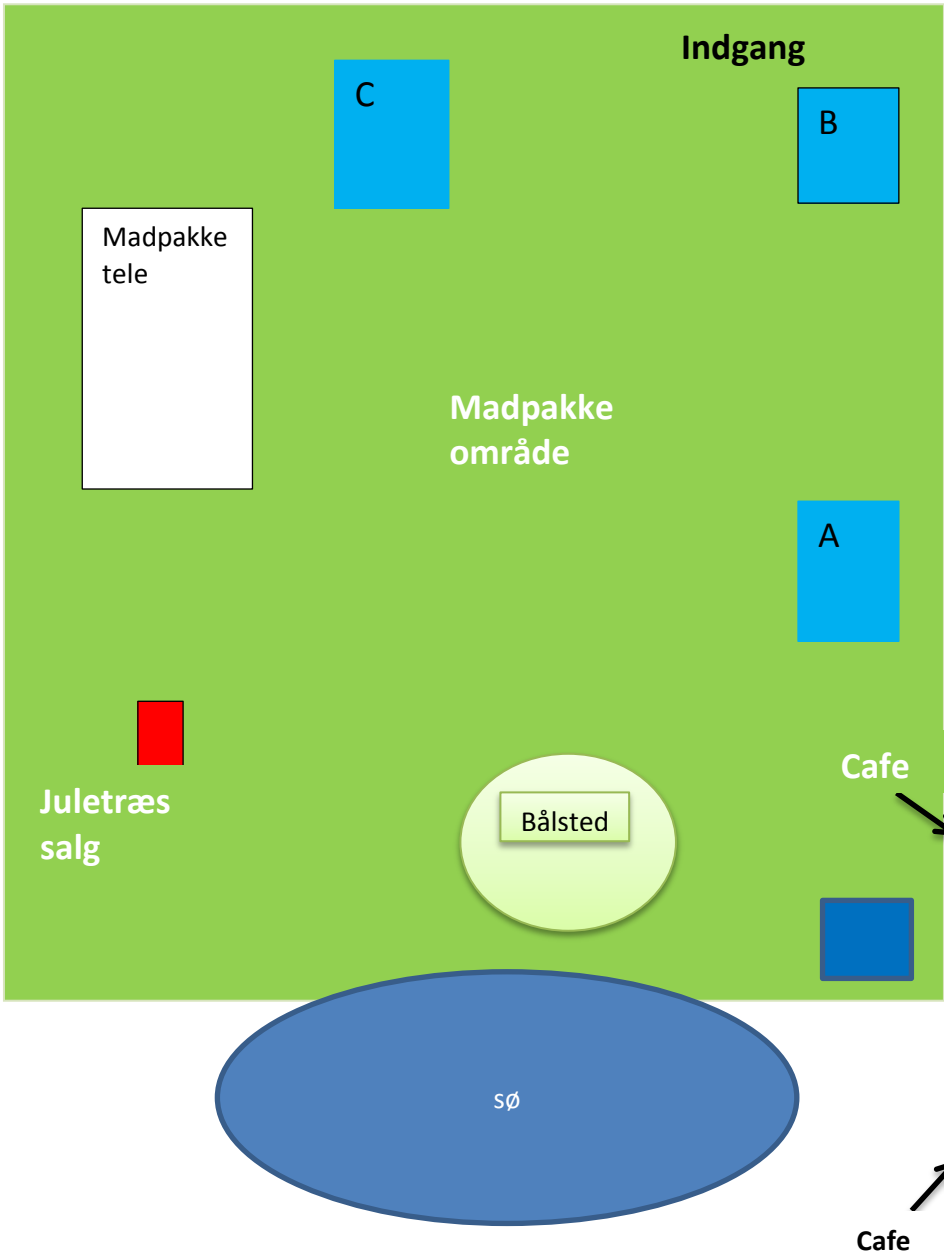 Indgang
C
B
Madpakke
tele
Madpakke
område
A
Cafe
Juletræs
salg
Bålsted
sø
Cafe